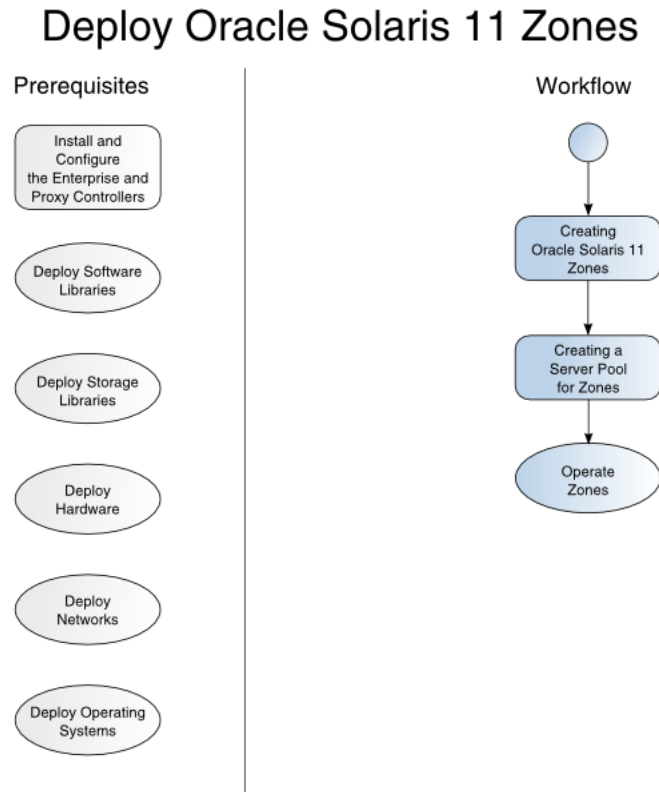 Deploy Oracle Solaris 11 Zones
Prerequisites
Install and
Configure
the Enterprise and
Proxy Controllers
Deploy Software
Libraries
Deploy Storage
Libraries
Deploy
Hardware
Deploy
Networks
Deploy Operating
Systems
Workflow
Creating
Oracle Solaris 11
Zones
Creating a
Server Pool
for Zones
Operate
Zones